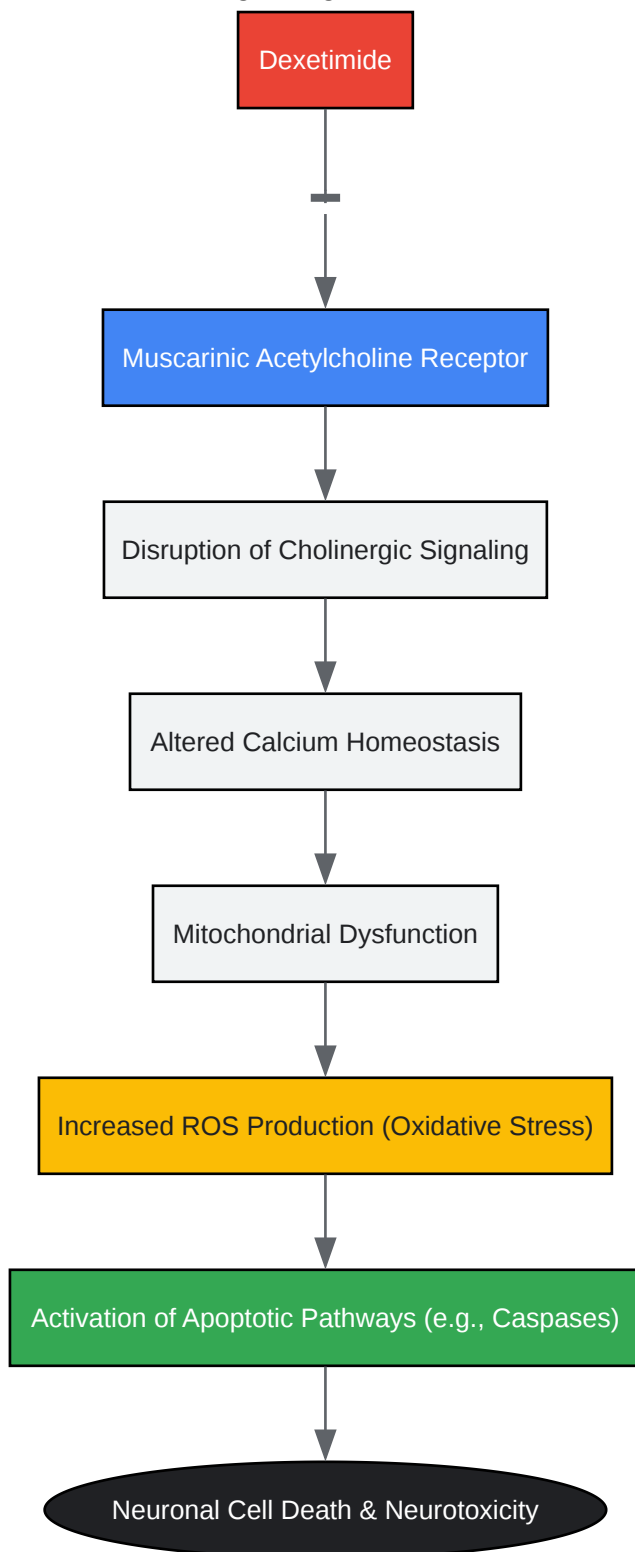 Dexetimide
Muscarinic Acetylcholine Receptor
Disruption of Cholinergic Signaling
Altered Calcium Homeostasis
Mitochondrial Dysfunction
Increased ROS Production (Oxidative Stress)
Activation of Apoptotic Pathways (e.g., Caspases)
Neuronal Cell Death & Neurotoxicity